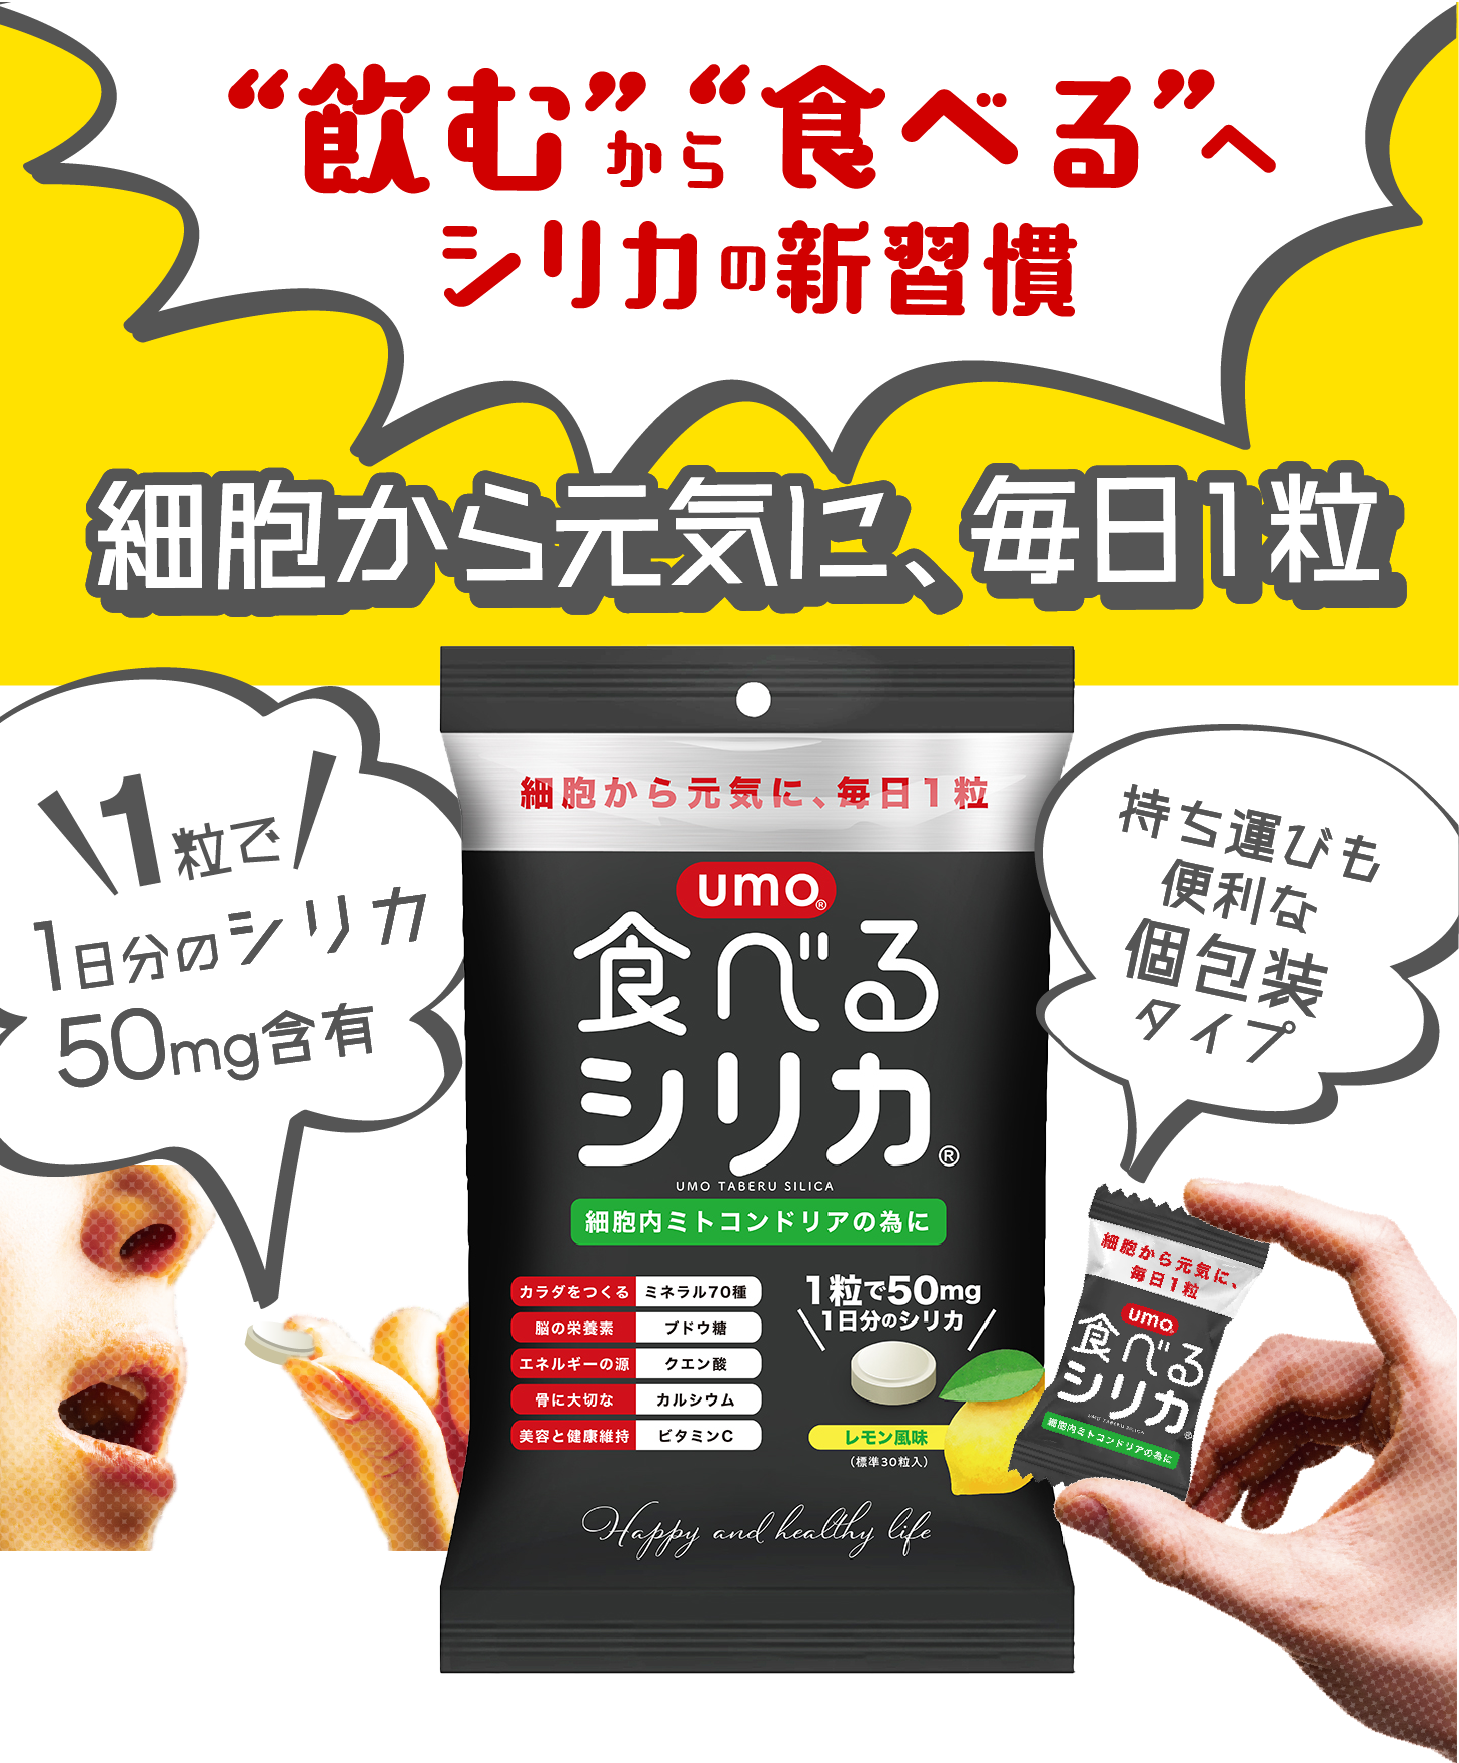 “飲む”から“食べる”へ
シリカの新習慣
細胞から元気に、毎日1粒
1粒で
1日分のシリカ
50mg含有
持ち運びも
便利な
個包装
タイプ
細胞から元気に、毎日1粒
umo®
食べる
シリカ®
UMO TABERU SILICA
細胞内ミトコンドリアの為に
カラダをつくる ミネラル70種
脳の栄養素 ブドウ糖
エネルギーの源 クエン酸
骨に大切な カルシウム
美容と健康維持 ビタミンC
1粒で50mg
1日分のシリカ
レモン風味
(標準30粒入)
Happy and healthy life
細胞から元気に、
毎日1粒
umo®
食べる
シリカ®
UMO TABERU SILICA
細胞内ミトコンドリアの為に